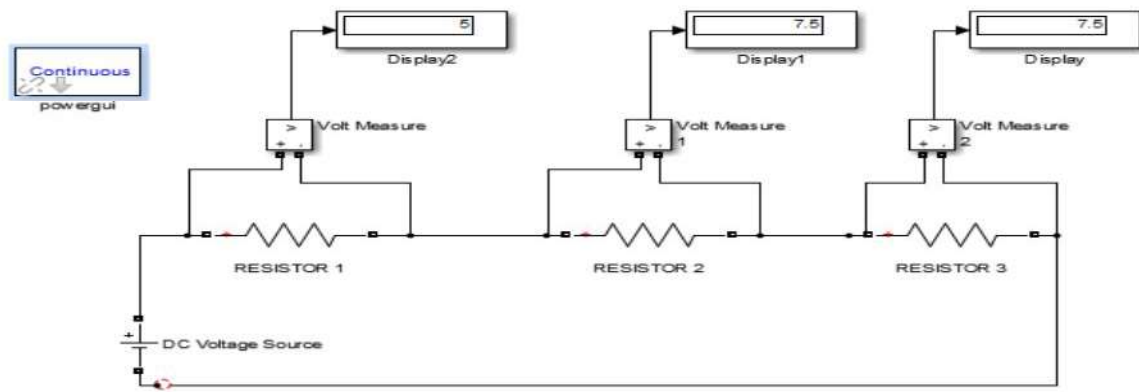 5
7.5
7.5
Display2
Display1
Display
Continuous
powergui
Volt Measure
Volt Measure
1
Volt Measure
2
v
+ -
v
+ -
v
+ -
RESISTOR 1
RESISTOR 2
RESISTOR 3
+
DC Voltage Source